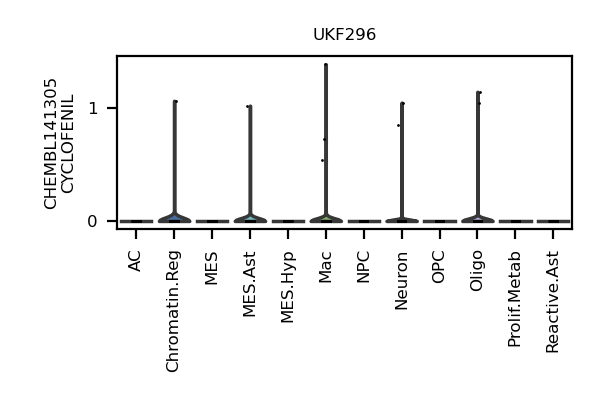 UKF296
CHEMBL141305
CYCLOFENIL
1
0
AC
Chromatin.Reg
MES
MES.Ast
MES.Hyp
Mac
NPC
Neuron
OPC
Oligo
Prolif.Metab
Reactive.Ast